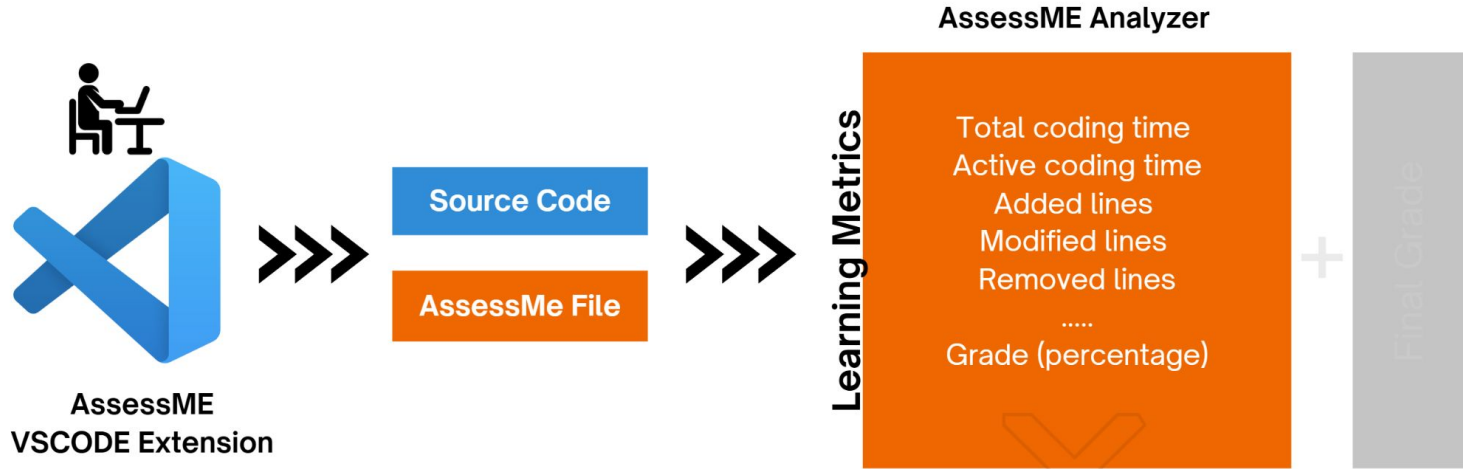 AssessME Analyzer
AssessME
VSCODE Extension
Source Code
AssessMe File
Learning Metrics
Total coding time
Active coding time
Added lines
Modified lines
Removed lines
.....
Grade (percentage)
+
Final Grade